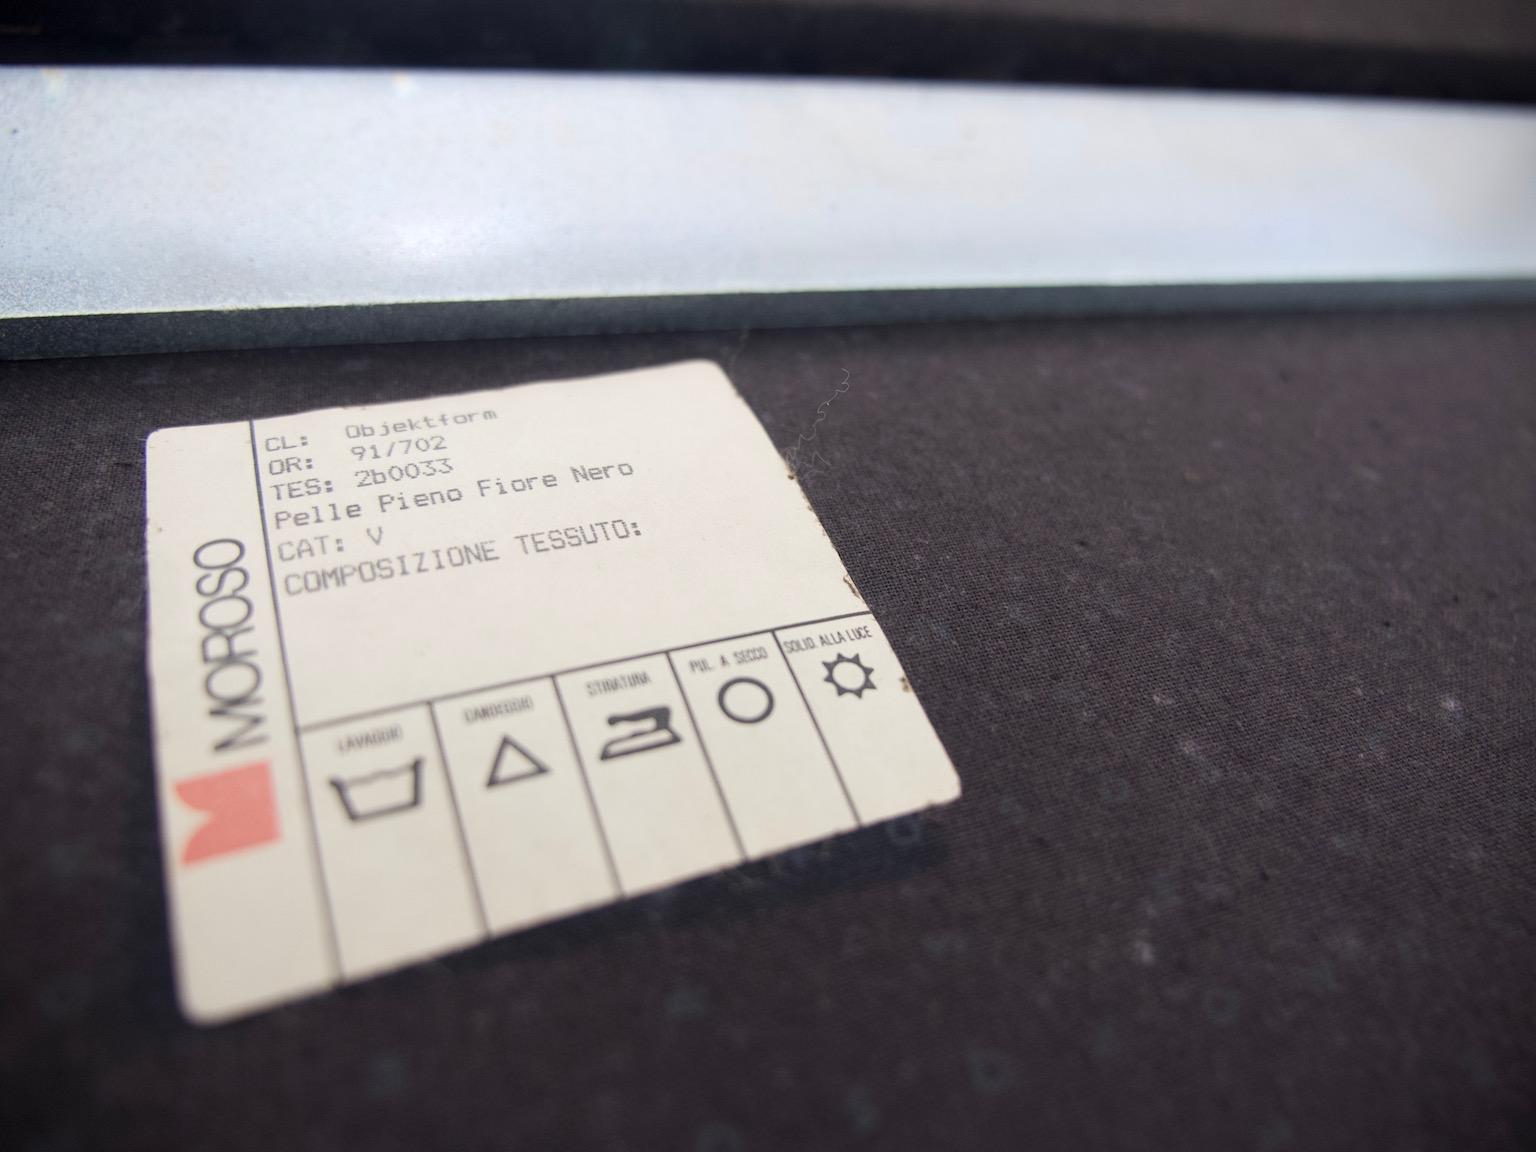 CL: Objektform
OR: 91/702
TES: 2b0033
Pelle Pieno Fiore Nero
CAT: V
COMPOSIZIONE TESSUTO:
MOROSO
LAVAGGIO
CANDEGGIO
STIRATURA
PUL. A SECCO
SOLID. ALLA LUCE